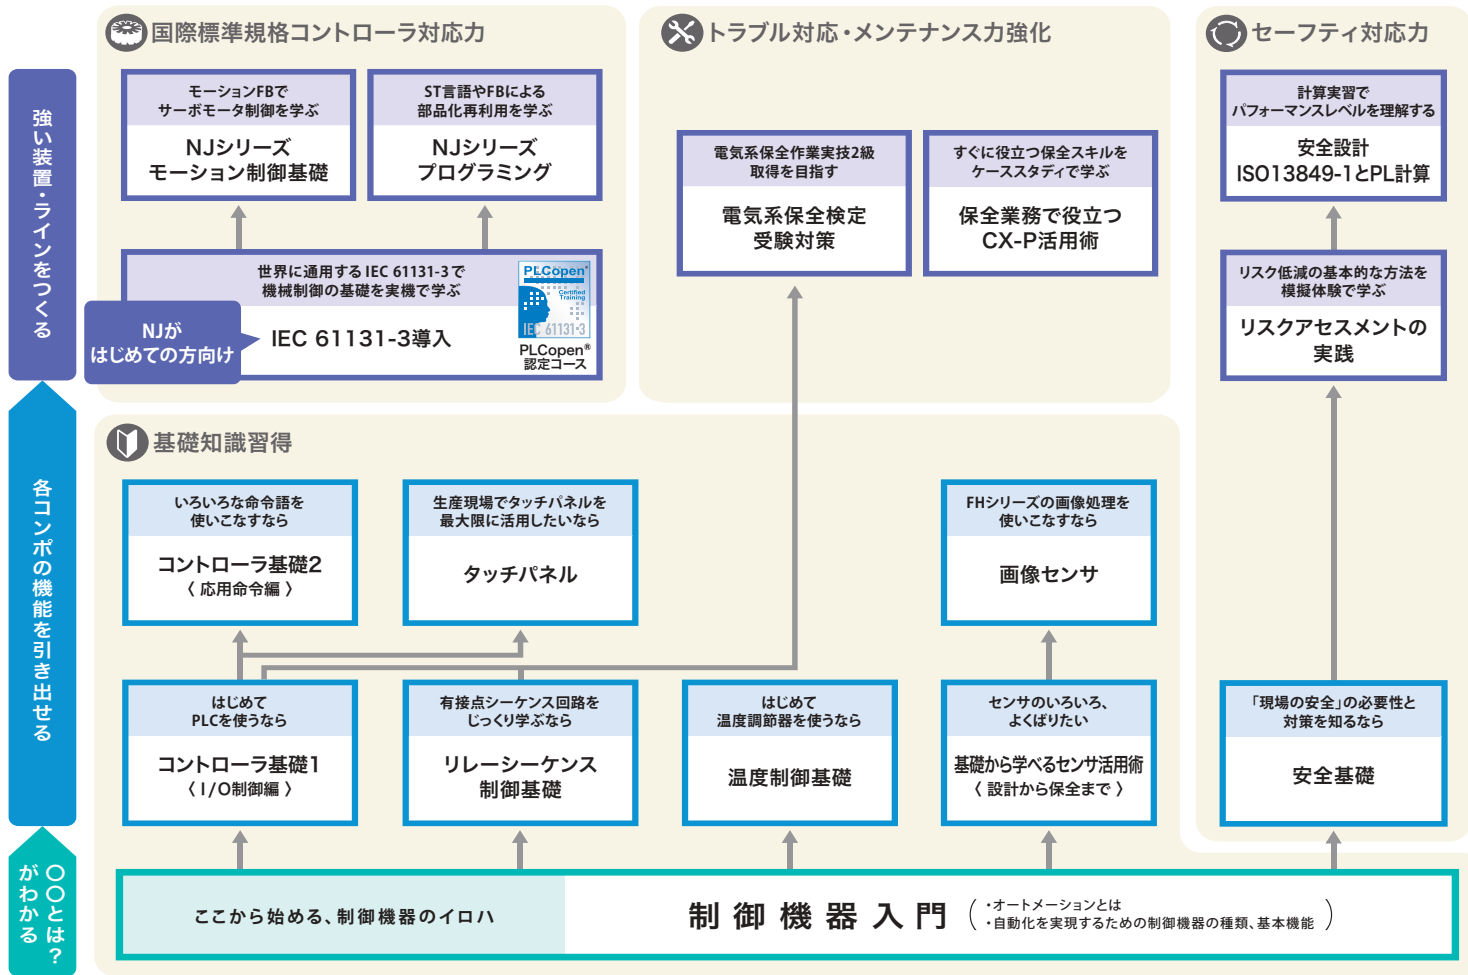 強い装置・ラインをつくる
各コンポの機能を引き出せる
〇〇とは?
がわかる
国際標準規格コントローラ対応力
モーションFBで
サーボモータ制御を学ぶ
NJシリーズ
モーション制御基礎
ST言語やFBによる
部品化再利用を学ぶ
NJシリーズ
プログラミング
世界に通用する IEC 61131-3で
機械制御の基礎を実機で学ぶ
NJが
はじめての方向け
IEC 61131-3導入
PLCopen®
Certified
Training
IEC 61131-3
PLCopen®
認定コース
トラブル対応・メンテナンス力強化
電気系保全作業実技2級
取得を目指す
電気系保全検定
受験対策
すぐに役立つ保全スキルを
ケーススタディで学ぶ
保全業務で役立つ
CX-P活用術
セーフティ対応力
計算実習で
パフォーマンスレベルを理解する
安全設計
ISO13849-1とPL計算
リスク低減の基本的な方法を
模擬体験で学ぶ
リスクアセスメントの
実践
基礎知識習得
いろいろな命令語を
使いこなすなら
コントローラ基礎2
〈 応用命令編 〉
生産現場でタッチパネルを
最大限に活用したいなら
タッチパネル
FHシリーズの画像処理を
使いこなすなら
画像センサ
はじめて
PLCを使うなら
コントローラ基礎1
〈 I/O制御編 〉
有接点シーケンス回路を
じっくり学ぶなら
リレーシーケンス
制御基礎
はじめて
温度調節器を使うなら
温度制御基礎
センサのいろいろ、
よくばりたい
基礎から学べるセンサ活用術
〈 設計から保全まで 〉
「現場の安全」の必要性と
対策を知るなら
安全基礎
ここから始める、制御機器のイロハ
制御機器入門
・オートメーションとは
・自動化を実現するための制御機器の種類、基本機能